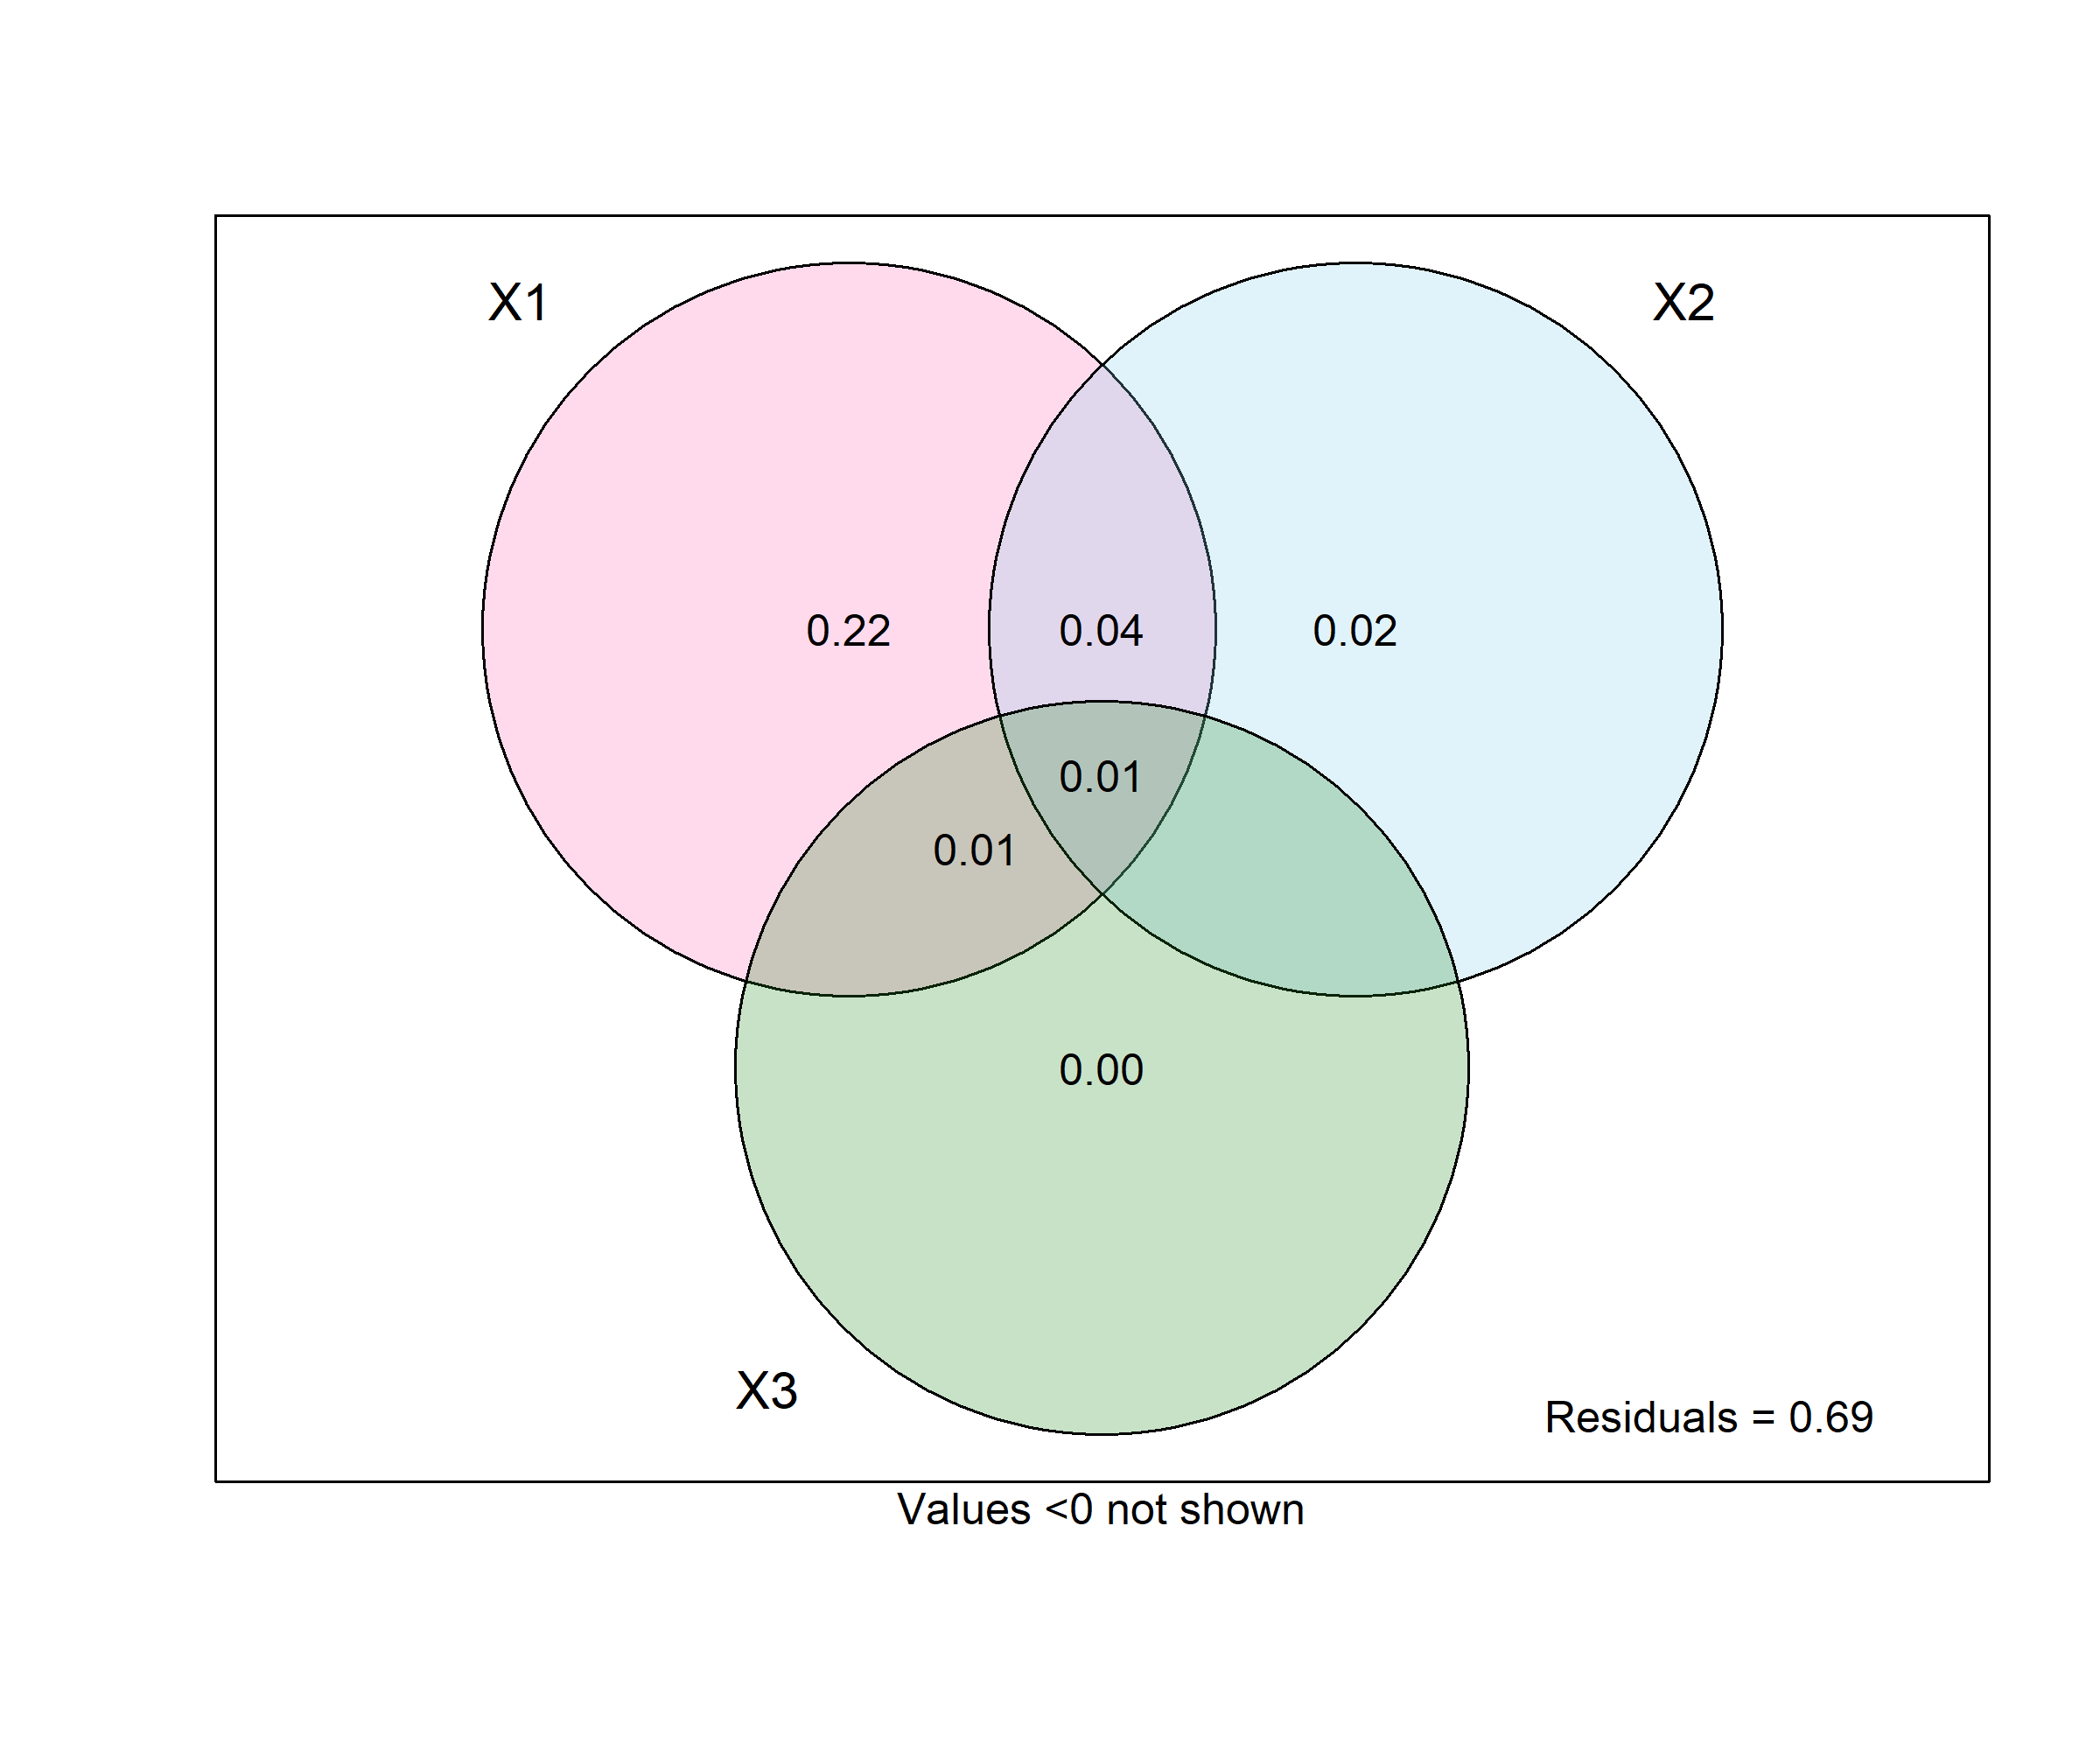 X1
X2
0.22
0.04
0.02
0.01
0.01
0.00
X3
Residuals = 0.69
Values <0 not shown